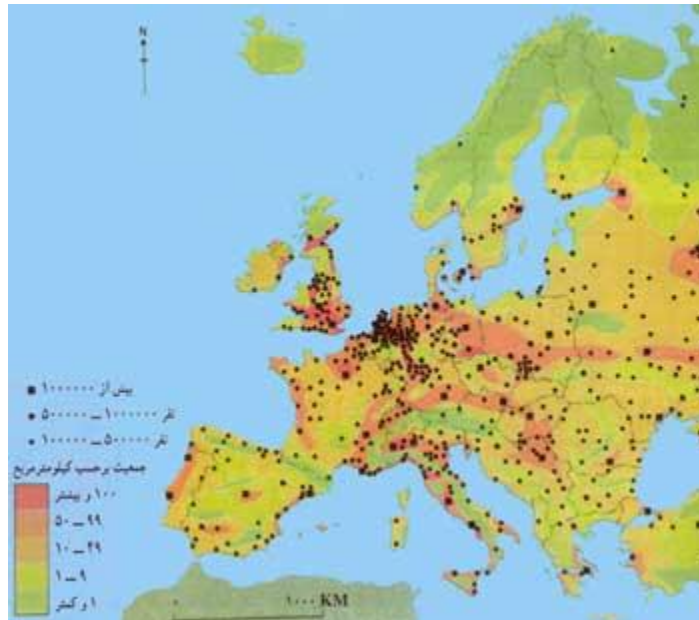 N
بیش از ۱۰۰۰۰۰۰
۵۰۰۰۰۰ ــ ۱۰۰۰۰۰۰ نفر
۱۰۰۰۰۰ ــ ۵۰۰۰۰۰ نفر
جمعیت برحسب کیلومترمربع
۱۰۰ و بیشتر
۵۰ ــ ۹۹
۱۰ ــ ۴۹
۱ ــ ۹
۱ و کمتر
۰ ۱۰۰۰ KM